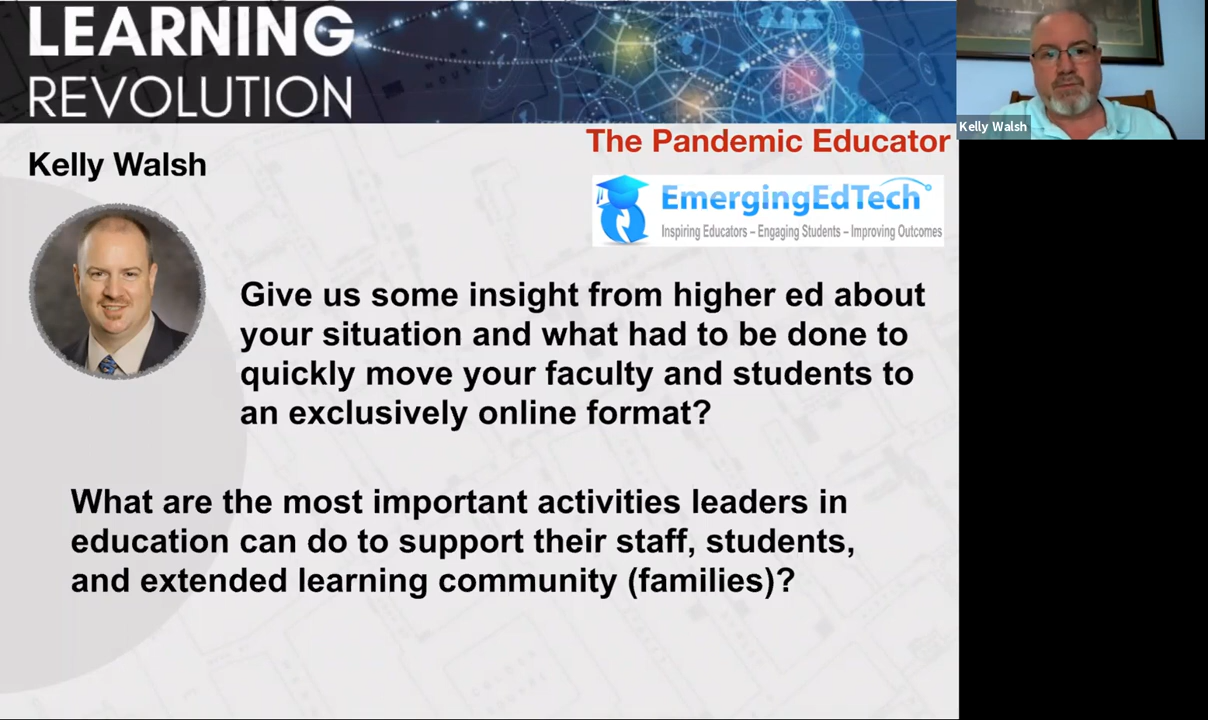 LEARNING
REVOLUTION
Kelly Walsh
The Pandemic Educator
EmergingEdTech
Inspiring Educators – Engaging Students – Improving Outcomes
Give us some insight from higher ed about
your situation and what had to be done to
quickly move your faculty and students to
an exclusively online format?
What are the most important activities leaders in
education can do to support their staff, students,
and extended learning community (families)?
Kelly Walsh